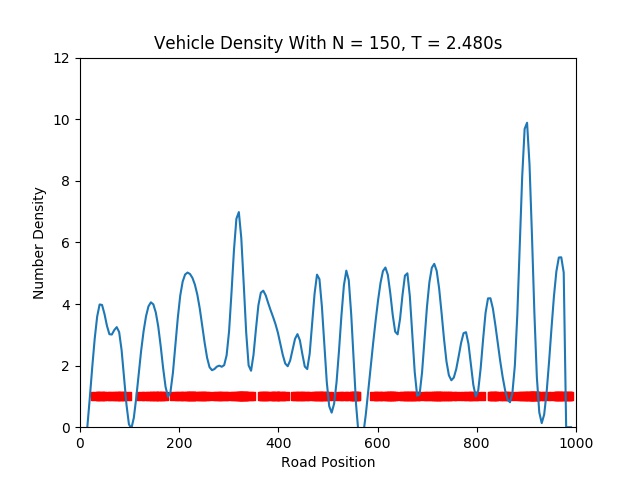 Vehicle Density With N = 150, T = 2.480s
12
10
8
6
4
2
0
Number Density
0 200 400 600 800 1000
Road Position